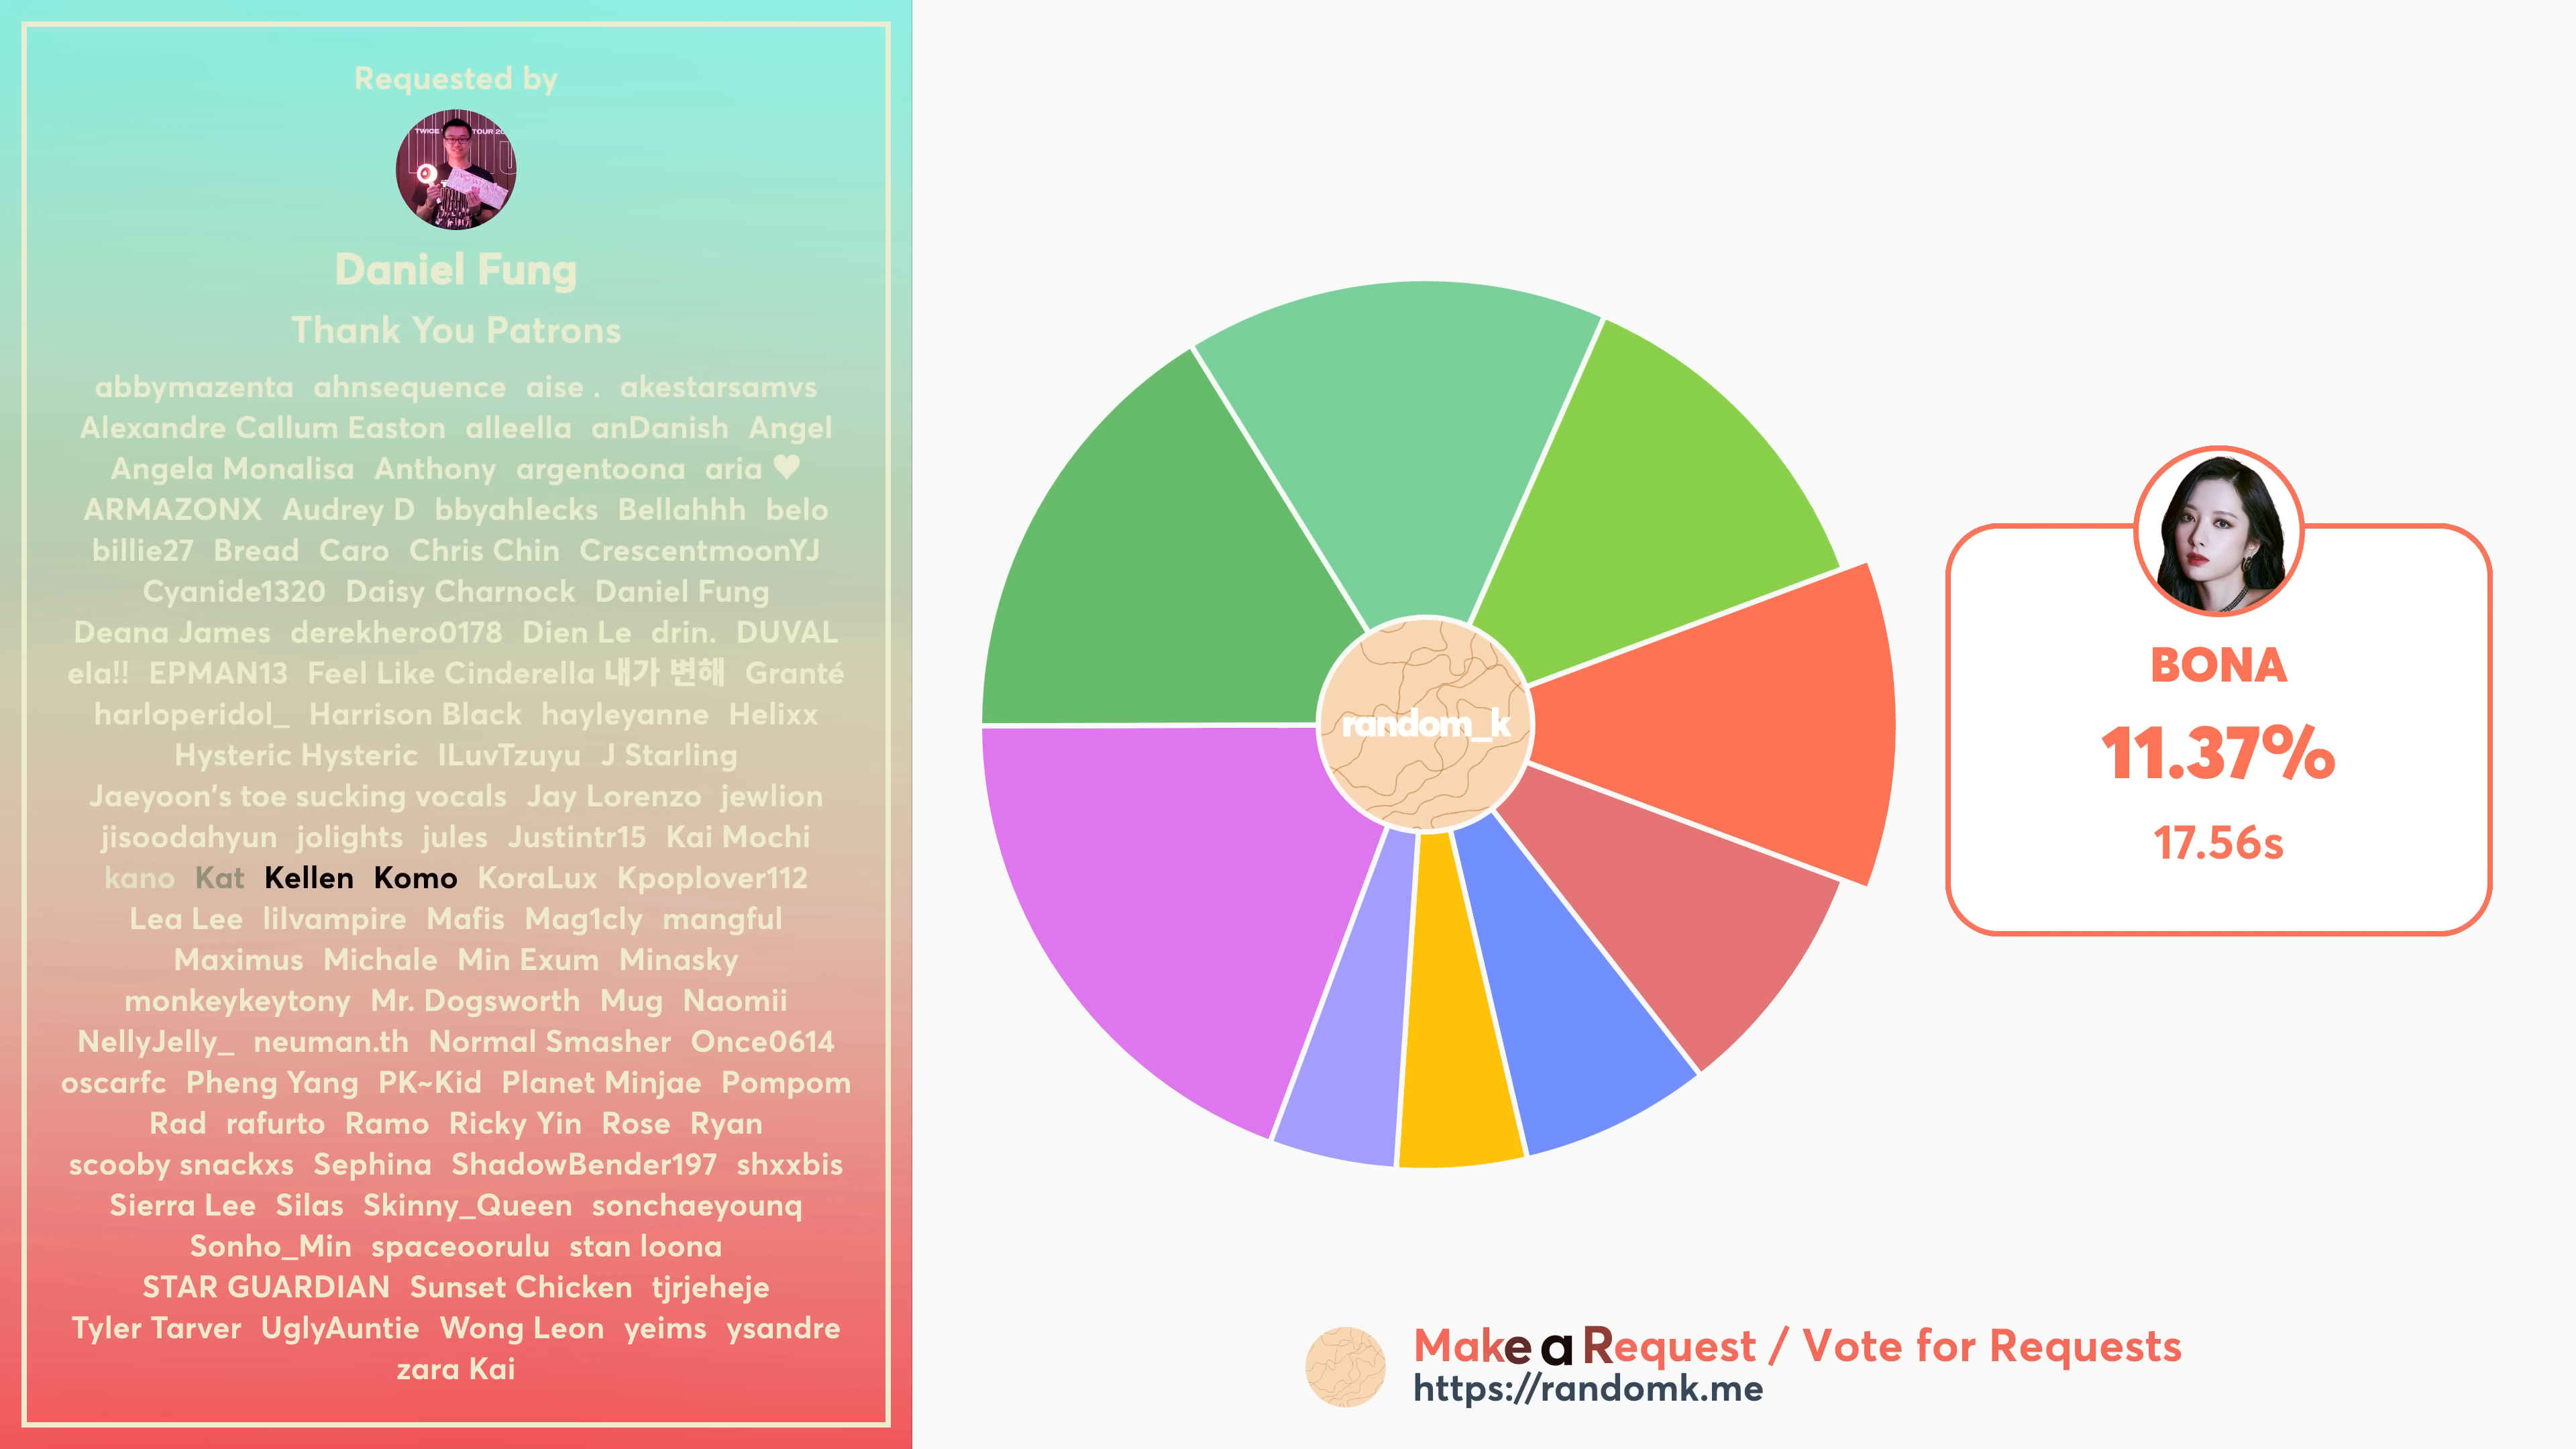 Requested by
TWICE
TOUR 20
Daniel Fung
Thank You Patrons
abbymazenta ahnsequence aise . akestarsamvs
Alexandre Callum Easton alleella anDanish Angel
Angela Monalisa Anthony argentoona aria ♥
ARMAZONX Audrey D bbyahlecks Bellahhh belo
billie27 Bread Caro Chris Chin CrescentmoonYJ
Cyanide1320 Daisy Charnock Daniel Fung
Deana James derekhero0178 Dien Le drin. DUVAL
ela!! EPMAN13 Feel Like Cinderella 내가 변해 Granté
harloperidol_ Harrison Black hayleyanne Helixx
Hysteric Hysteric ILuvTzuyu J Starling
Jaeyoon's toe sucking vocals Jay Lorenzo jewlion
jisoodahyun jolights jules Justintr15 Kai Mochi
kano Kat Kellen Komo KoraLux Kpoplover112
Lea Lee lilvampire Mafis Mag1cly mangful
Maximus Michale Min Exum Minasky
monkeykeytony Mr. Dogsworth Mug Naomii
NellyJelly_ neuman.th Normal Smasher Once0614
oscarfc Pheng Yang PK~Kid Planet Minjae Pompom
Rad rafurto Ramo Ricky Yin Rose Ryan
scooby snackxs Sephina ShadowBender197 shxxbis
Sierra Lee Silas Skinny_Queen sonchaeyounq
Sonho_Min spaceoorulu stan loona
STAR GUARDIAN Sunset Chicken tjrjeheje
Tyler Tarver UglyAuntie Wong Leon yeims ysandre
zara Kai
random_k
BONA
11.37%
17.56s
Make a Request / Vote for Requests
https://randomk.me